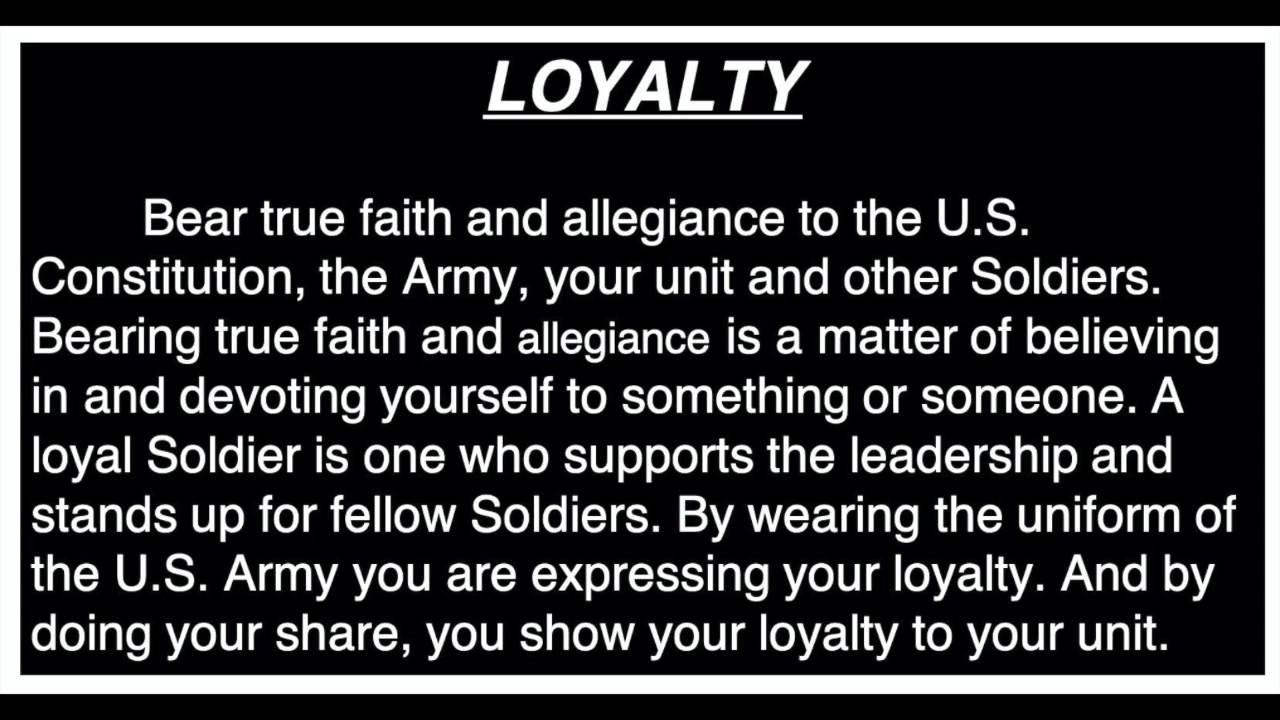 LOYALTY
Bear true faith and allegiance to the U.S.
Constitution, the Army, your unit and other Soldiers.
Bearing true faith and allegiance is a matter of believing
in and devoting yourself to something or someone. A
loyal Soldier is one who supports the leadership and
stands up for fellow Soldiers. By wearing the uniform of
the U.S. Army you are expressing your loyalty. And by
doing your share, you show your loyalty to your unit.